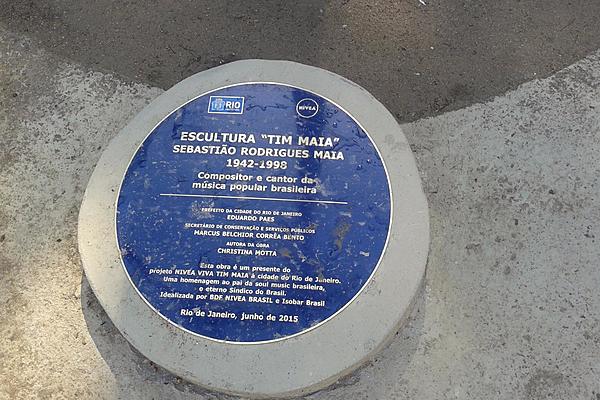 RIO
NIVEA
ESCULTURA "TIM MAIA"
SEBASTIÃO RODRIGUES MAIA
1942-1998
Compositor e cantor da
música popular brasileira
PREFEITO DA CIDADE DO RIO DE JANEIRO
EDUARDO PAES
SECRETÁRIO DE CONSERVAÇÃO E SERVIÇOS PÚBLICOS
MARCUS BELCHIOR CORRÊA BENTO
AUTORA DA OBRA
CHRISTINA MOTTA
Esta obra é um presente do
projeto NIVEA VIVA TIM MAIA à cidade do Rio de Janeiro.
Uma homenagem ao pai da soul music brasileira,
o eterno Síndico do Brasil.
Idealizada por BDF NIVEA BRASIL e Isobar Brasil
Rio de Janeiro, junho de 2015